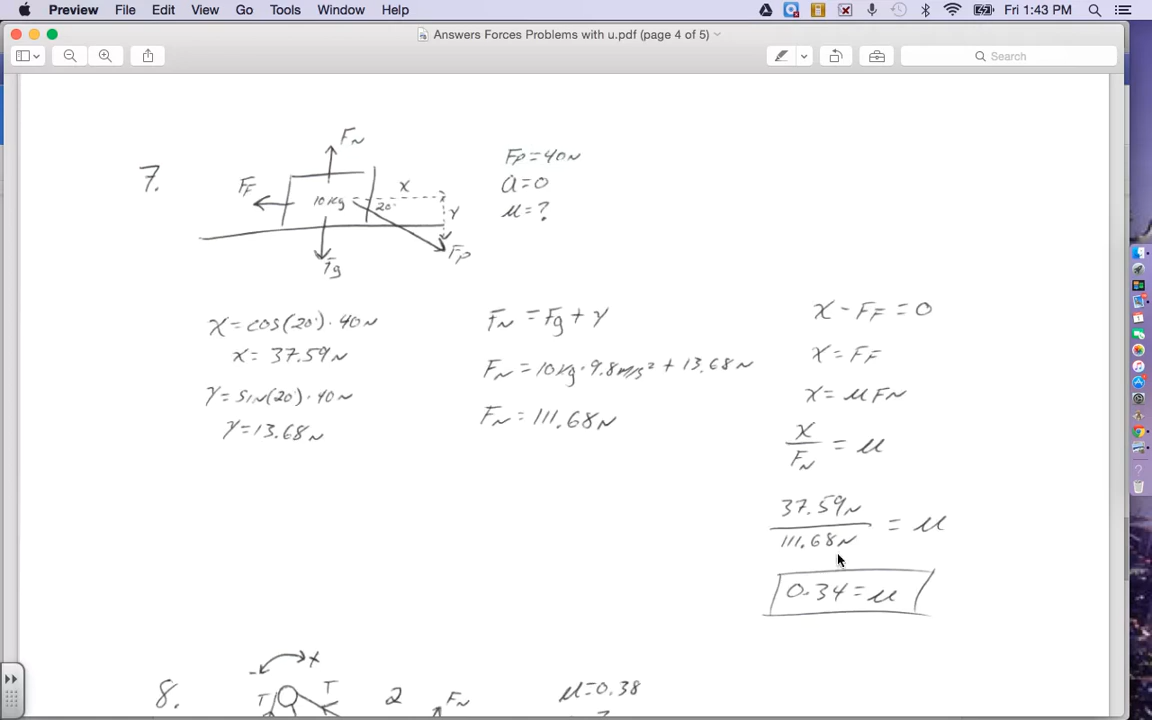 Preview File Edit View Go Tools Window Help Fri 1:43 PM
Answers Forces Problems with u.pdf (page 4 of 5)
Search
7.
FN
FF
10Kg
20°
X
Y
Fg
Fp
Fp=40N
a=0
μ=?
X=cos(20°)·40N
X=37.59N
Y=sin(20°)·40N
Y=13.68N
FN=Fg+Y
FN=10Kg·9.8m/s²+13.68N
FN=111.68N
X-FF=0
X=FF
X=μFN
X/FN=μ
37.59N/111.68N=μ
0.34=μ
8.
- +
T T
2
FN
μ=0.38